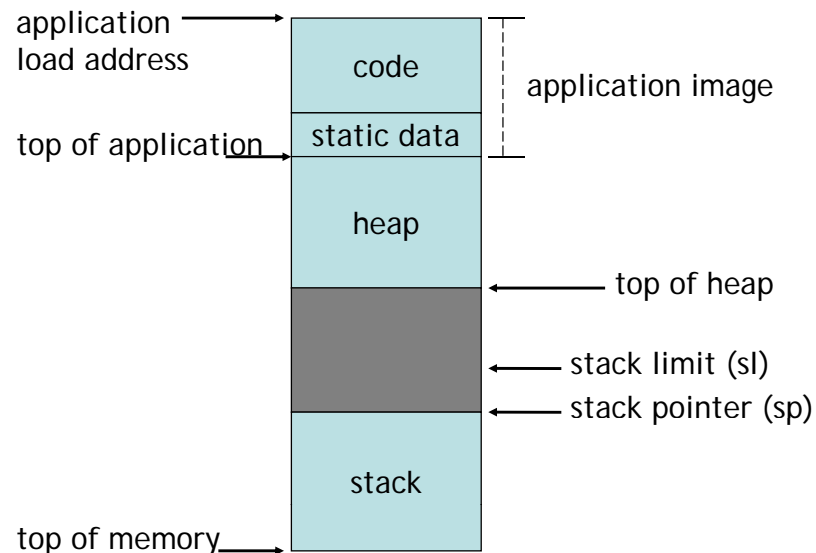 application
load address
code
application image
static data
top of application
heap
top of heap
stack limit (sl)
stack pointer (sp)
stack
top of memory